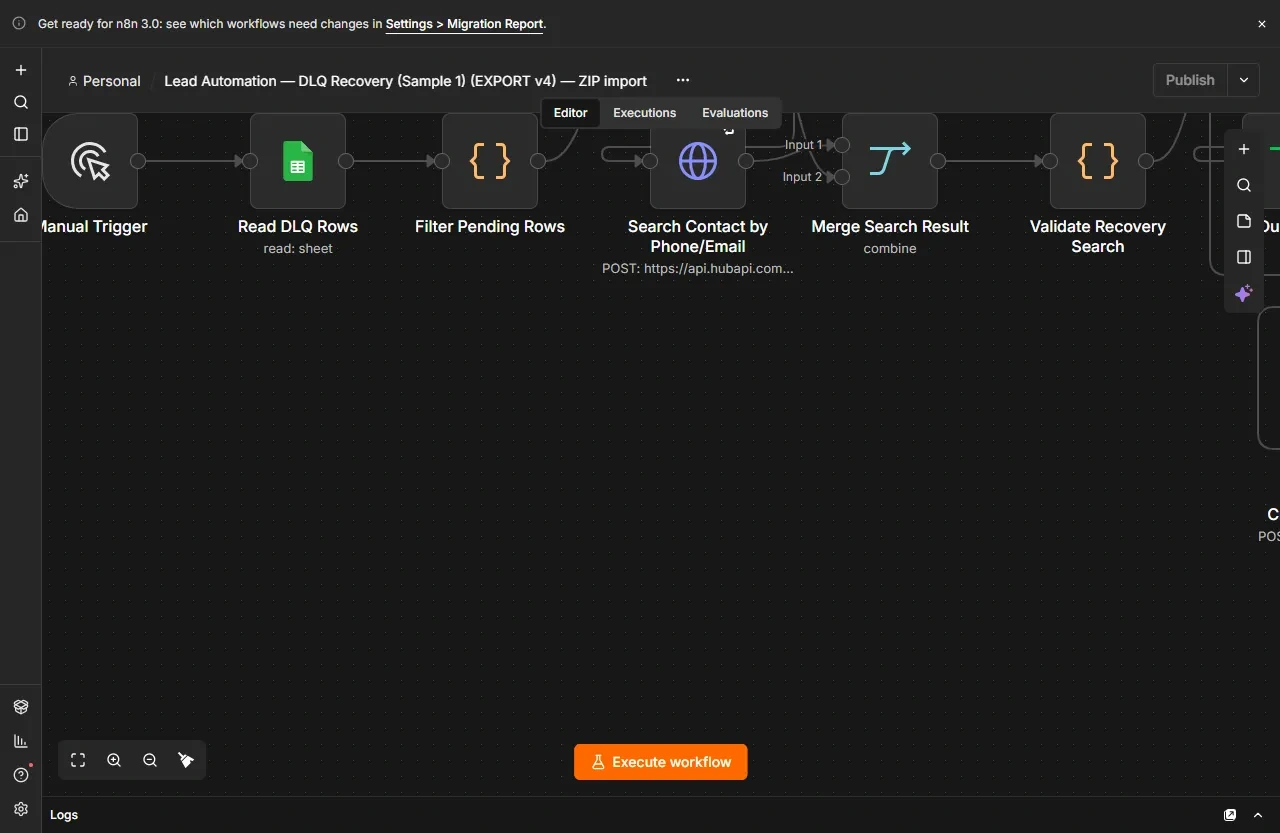 Get ready for n8n 3.0: see which workflows need changes in Settings > Migration Report.
Personal / Lead Automation — DLQ Recovery (Sample 1) (EXPORT v4) — ZIP import ...
Publish
Editor Executions Evaluations
Input 1
Input 2
Manual Trigger
Read DLQ Rows
read: sheet
Filter Pending Rows
Search Contact by
Phone/Email
POST: https://api.hubapi.com...
Merge Search Result
combine
Validate Recovery
Search
Execute workflow
Logs